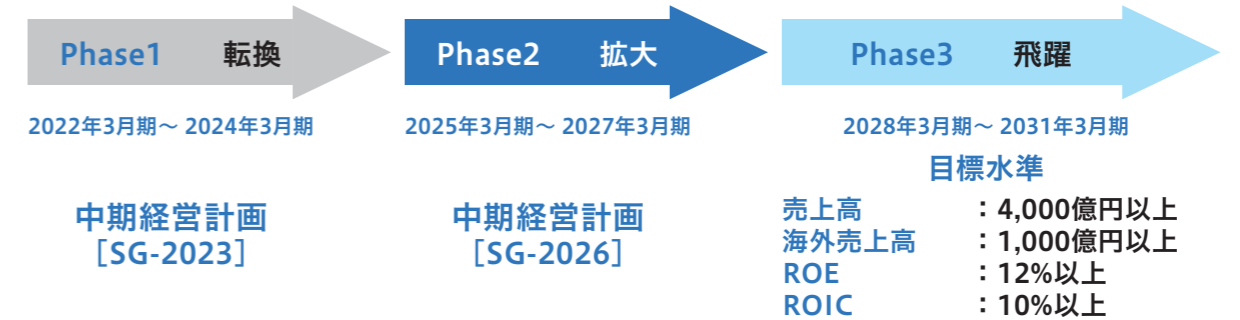 Phase1 転換
Phase2 拡大
Phase3 飛躍
2022年3月期～2024年3月期
2025年3月期～2027年3月期
2028年3月期～2031年3月期
中期経営計画
［SG-2023］
中期経営計画
［SG-2026］
目標水準
売上高 ：4,000億円以上
海外売上高 ：1,000億円以上
ROE ：12%以上
ROIC ：10%以上